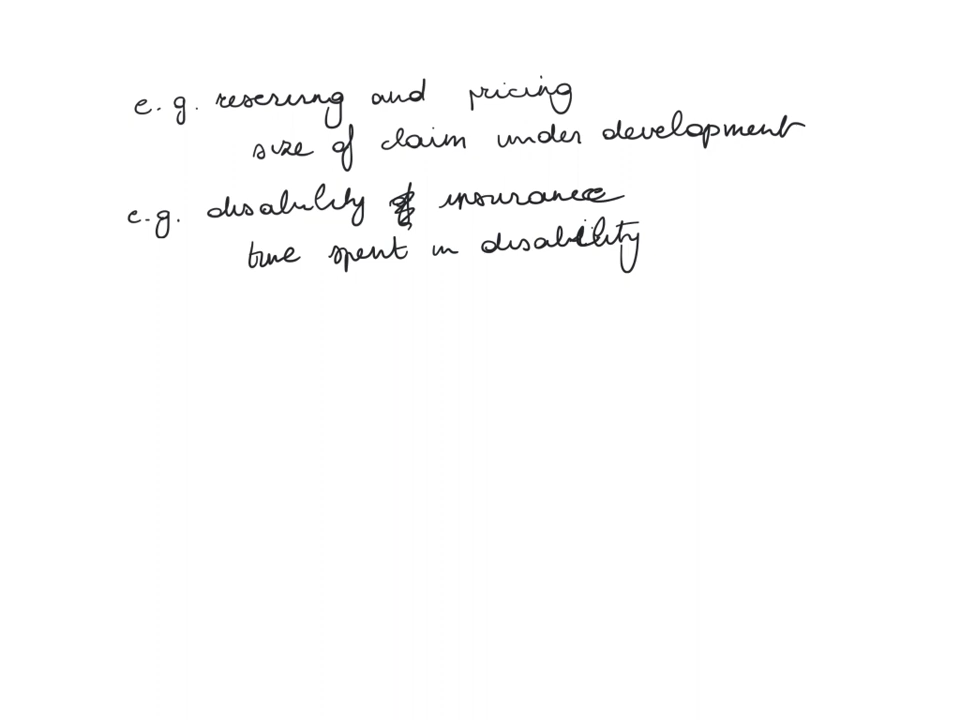 e.g. reserving and pricing
size of claim under development
e.g. disability insurance
time spent in disability